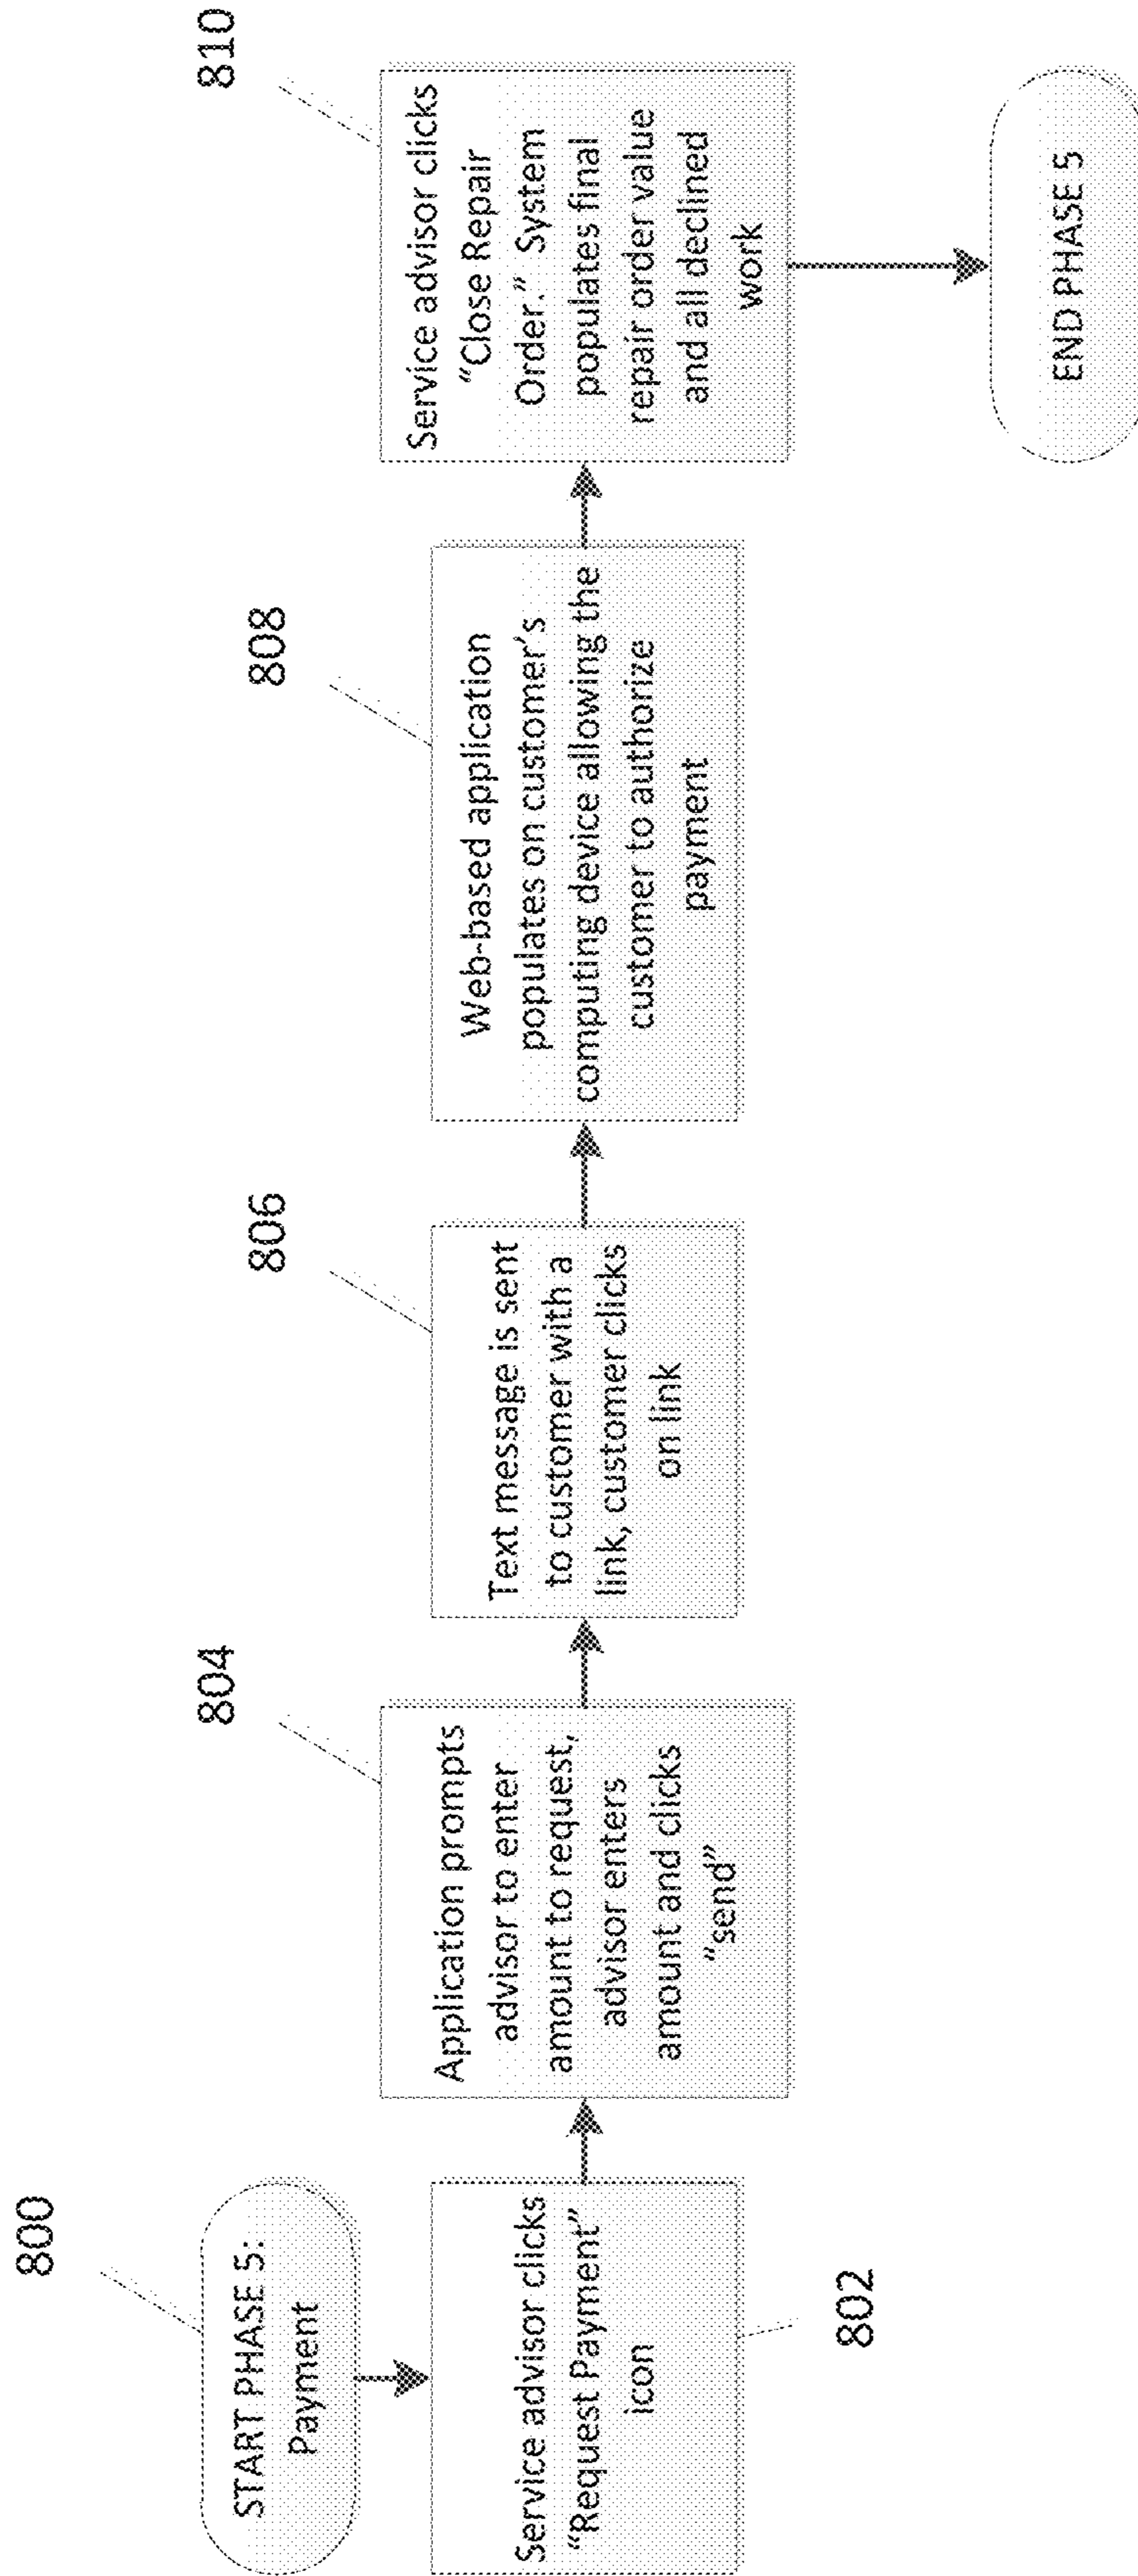 800
START PHASE 5:
Payment
Service advisor clicks
“Request Payment”
icon
802
804
Application prompts
advisor to enter
amount to request,
advisor enters
amount and clicks
“send”
806
Text message is sent
to customer with a
link, customer clicks
on link
808
Web-based application
populates on customer’s
computing device allowing the
customer to authorize
payment
810
Service advisor clicks
“Close Repair
Order.” System
populates final
repair order value
and all declined
work
END PHASE 5